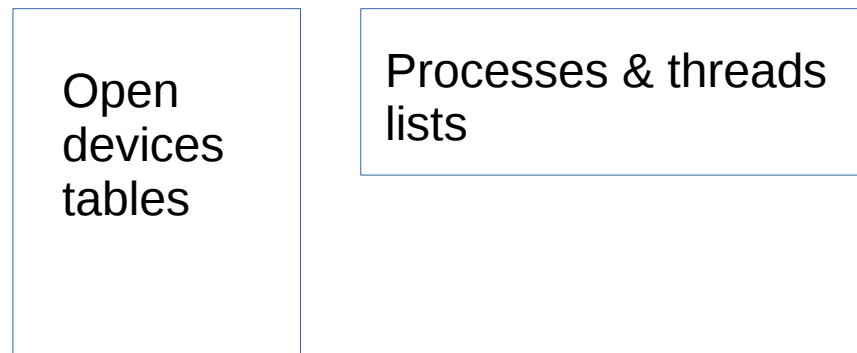 Open
devices
tables
Processes & threads
lists